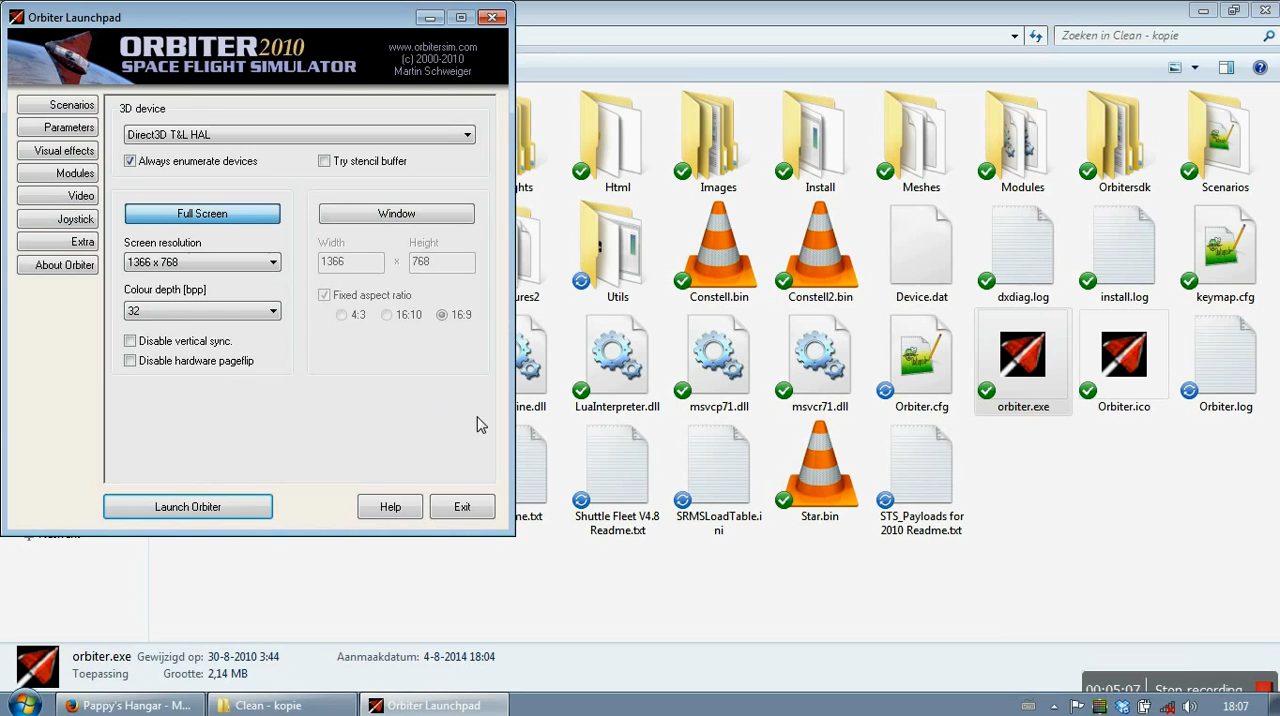 Orbiter Launchpad
ORBITER 2010
SPACE FLIGHT SIMULATOR
www.orbitersim.com
(c) 2000-2010
Martin Schweiger
Scenarios
Parameters
Visual effects
Modules
Video
Joystick
Extra
About Orbiter
3D device
Direct3D T&L HAL
Always enumerate devices
Try stencil buffer
Full Screen
Window
Screen resolution
1366 x 768
Colour depth [bpp]
32
Disable vertical sync.
Disable hardware pageflip
Width
Height
1366 x 768
Fixed aspect ratio
4:3 16:10 16:9
Launch Orbiter
Help
Exit
Zoeken in Clean - kopie
Html
Images
Install
Meshes
Modules
Orbitersdk
Scenarios
Utils
Constell.bin
Constell2.bin
Device.dat
dxdiag.log
install.log
keymap.cfg
LuaInterpreter.dll
msvcp71.dll
msvcr71.dll
Orbiter.cfg
orbiter.exe
Orbiter.ico
Orbiter.log
Shuttle Fleet V4.8
Readme.txt
SRMSLoadTable.i
ni
Star.bin
STS_Payloads for
2010 Readme.txt
orbiter.exe Gewijzigd op: 30-8-2010 3:44 Aanmaakdatum: 4-8-2014 18:04
Toepassing Grootte: 2,14 MB
00:05:07 Stop recording
Pappy's Hangar - M...
Clean - kopie
Orbiter Launchpad
18:07